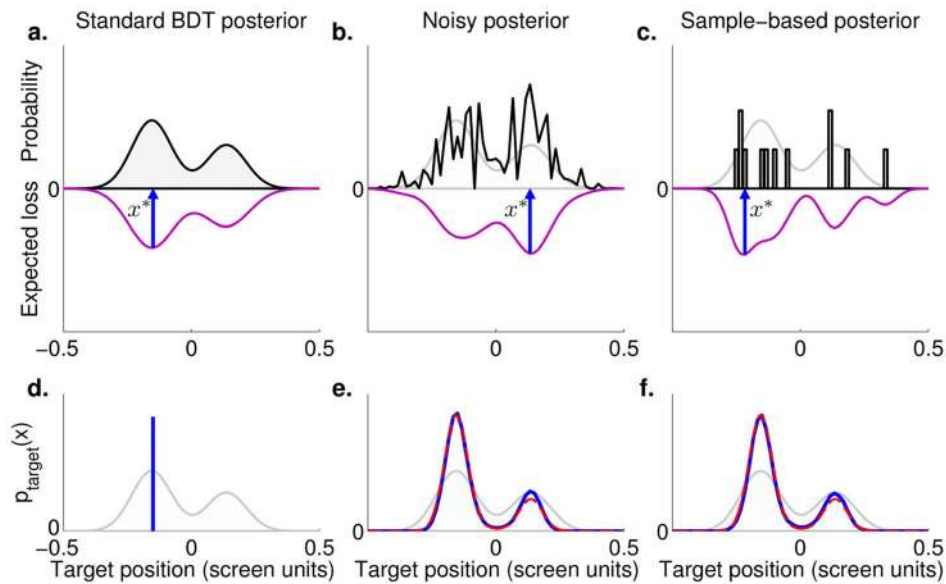 a. Standard BDT posterior
b. Noisy posterior
c. Sample-based posterior
Probability
Expected loss
0
x*
0
x*
0
x*
−0.5 0 0.5
0 0.5
0 0.5
d.
e.
f.
p_target(x)
0
0
0
−0.5 0 0.5
0 0.5
0 0.5
Target position (screen units)
Target position (screen units)
Target position (screen units)